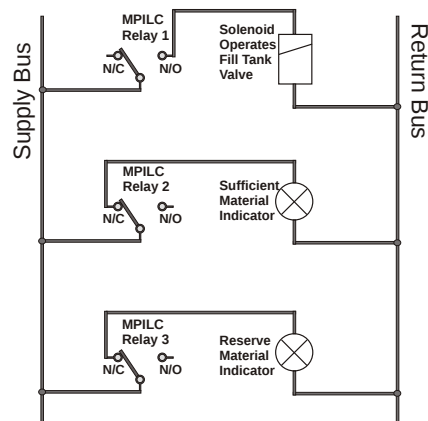 Supply Bus
Return Bus
MPILC
Relay 1
N/C
N/O
Solenoid
Operates
Fill Tank
Valve
MPILC
Relay 2
N/C
N/O
Sufficient
Material
Indicator
MPILC
Relay 3
N/C
N/O
Reserve
Material
Indicator